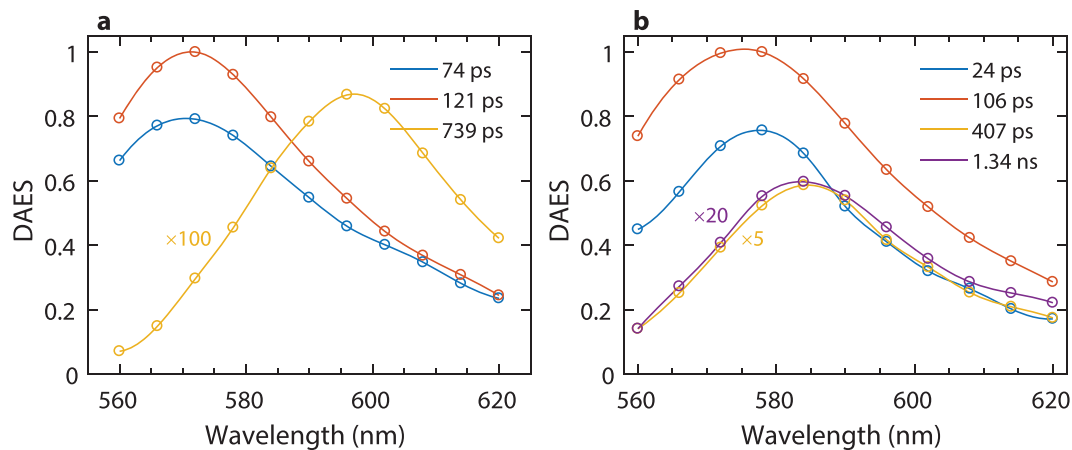 a
DAES
1
0.8
0.6
0.4
0.2
0
560
580
600
620
Wavelength (nm)
74 ps
121 ps
739 ps
×100
b
DAES
1
0.8
0.6
0.4
0.2
0
560
580
600
620
Wavelength (nm)
24 ps
106 ps
407 ps
1.34 ns
×20
×5